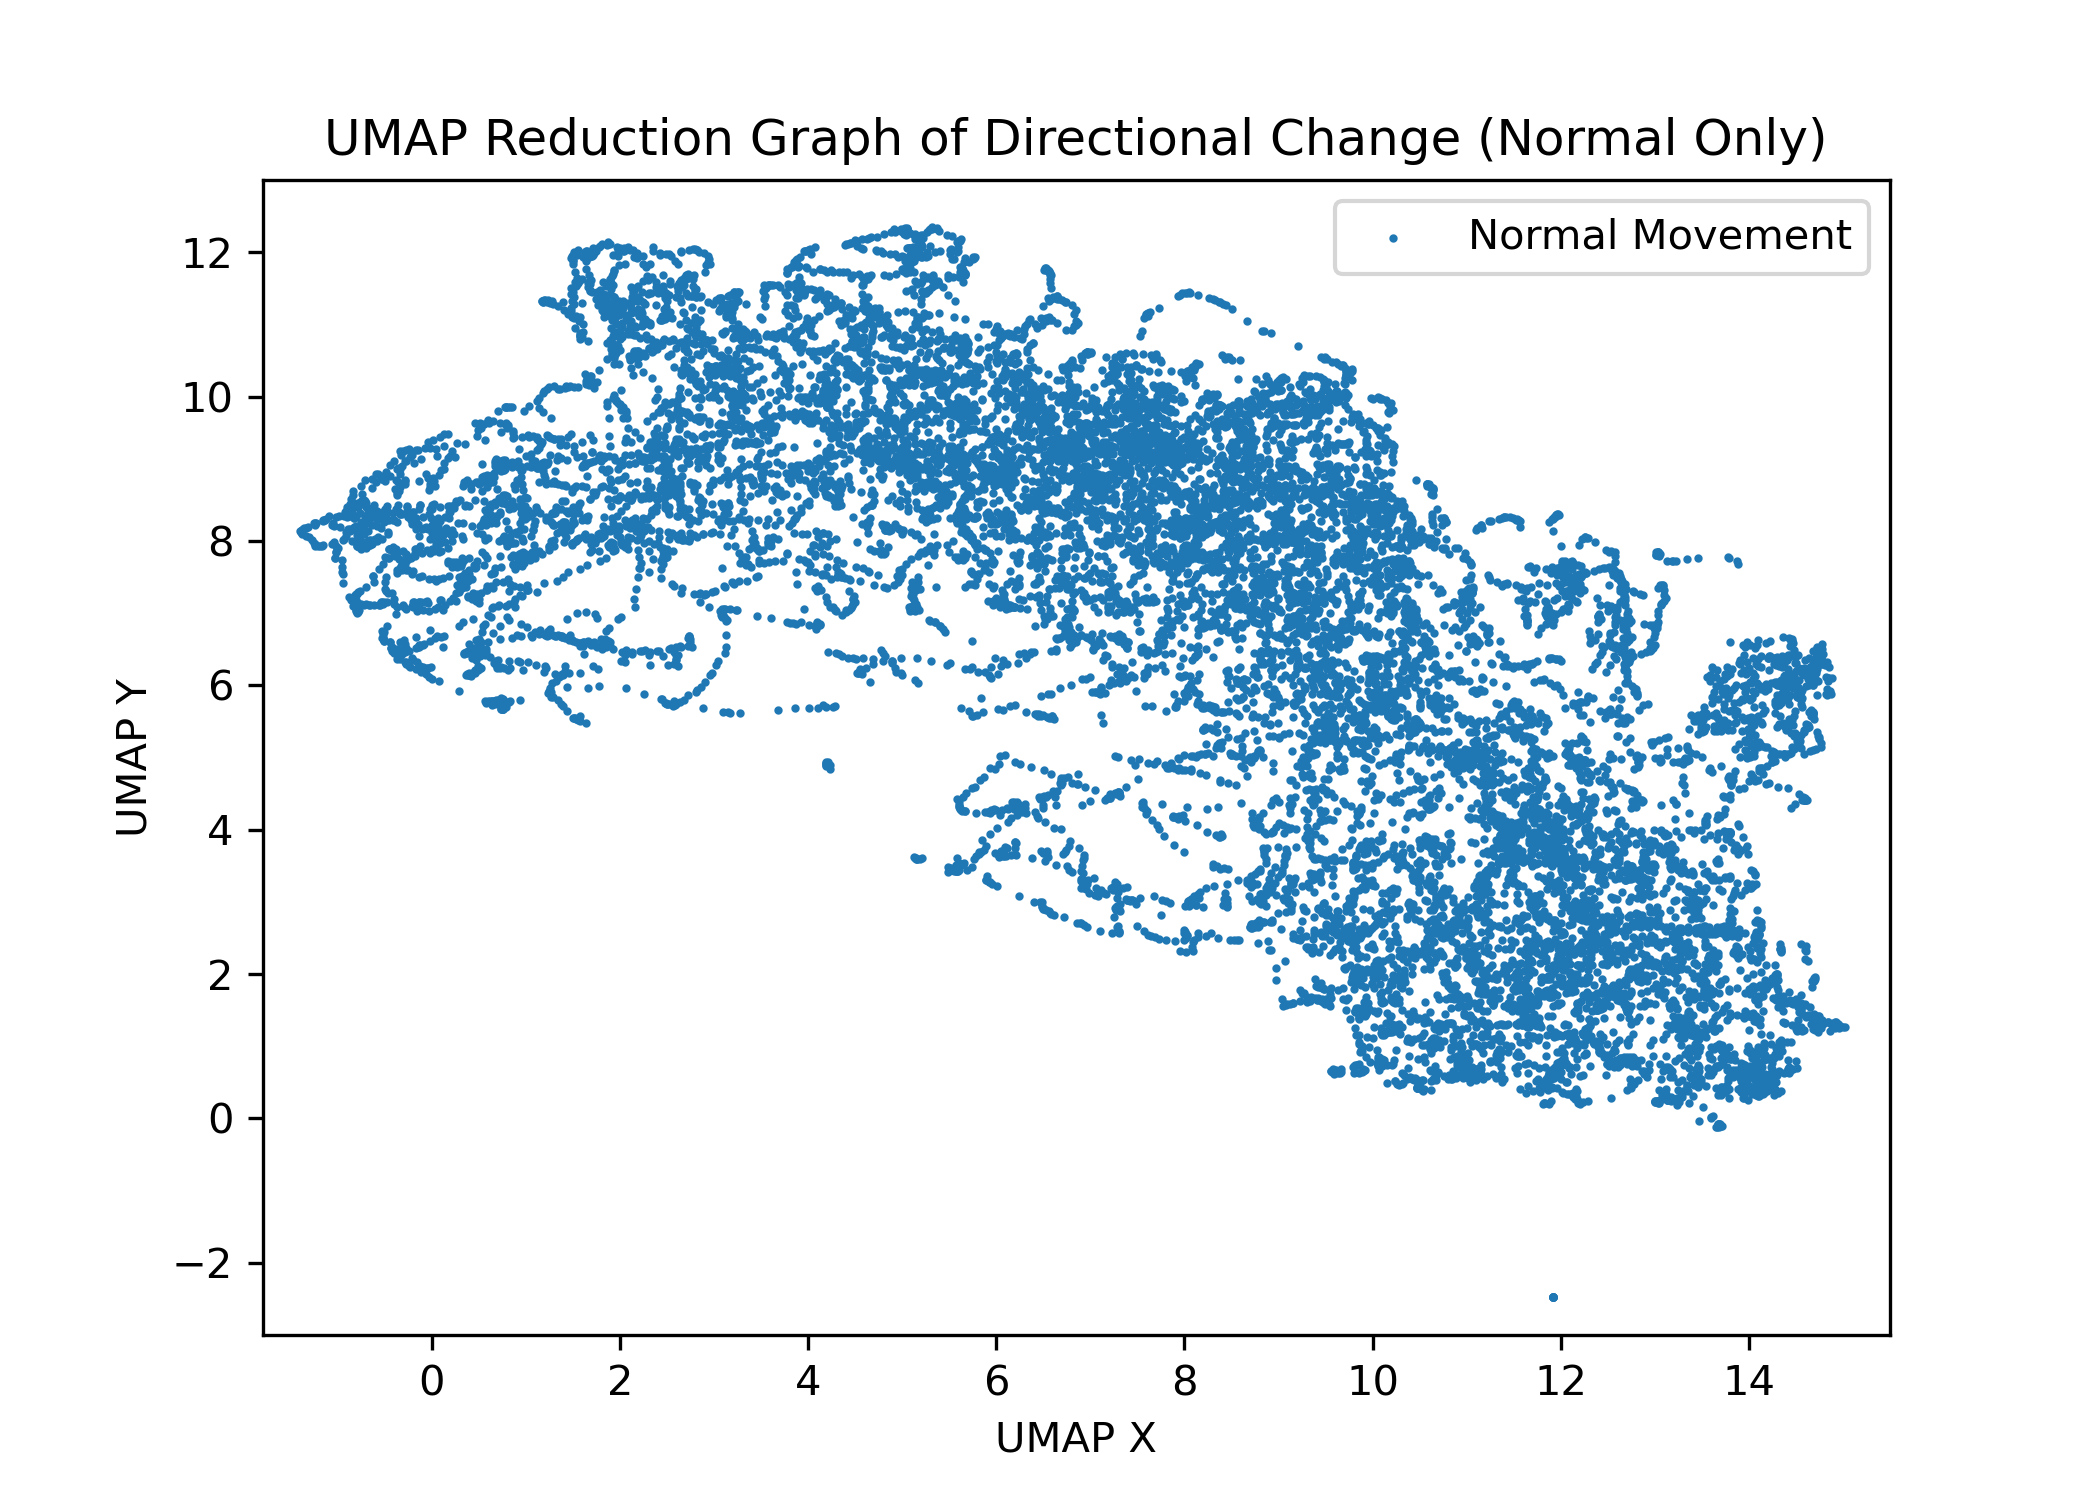 UMAP Reduction Graph of Directional Change (Normal Only)
Normal Movement
12
10
8
6
4
2
0
−2
UMAP Y
0 2 4 6 8 10 12 14
UMAP X